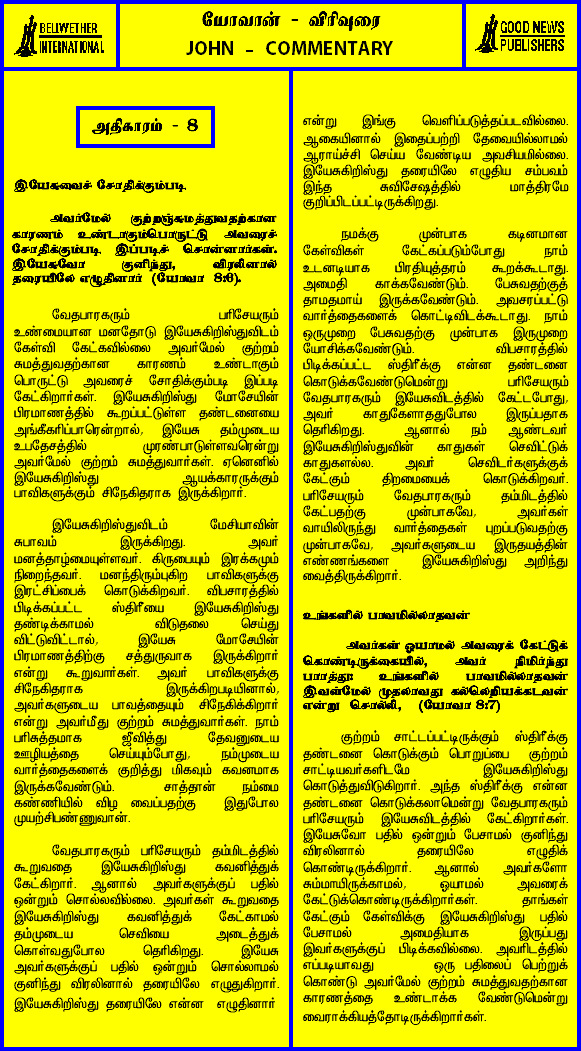 BELWETHER
INTERNATIONAL
யோவான் - விரிவுரை
JOHN - COMMENTARY
GOOD NEWS
PUBLISHERS
அதிகாரம் - 8
இயேசுவைச் சோதிக்கும்படி
அவர்மேல் குற்றஞ்சுமத்துவதற்கான
காரணம் உண்டாகும்பொருட்டு அவரைச்
சோதிக்கும்படி இப்படிச் சொன்னார்கள்.
இயேசுவோ குனிந்து, விரலினால்
தரையிலே எழுதினார் (யோவா 8:6).
வேதபாரகரும் பரிசேயரும்
உண்மையான மனதோடு இயேசுகிறிஸ்துவிடம்
கேள்வி கேட்கவில்லை அவர்மேல் குற்றம்
சுமத்துவதற்கான காரணம் உண்டாகும்
பொருட்டு அவரைச் சோதிக்கும்படி இப்படி
கேட்கிறார்கள். இயேசுகிறிஸ்து மோசேயின்
பிரமாணத்தில் கூறப்பட்டுள்ள தண்டனையை
அங்கீகரிப்பாரென்றால், இயேசு தம்முடைய
உபதேசத்தில் முரண்பாடுள்ளவரென்று
அவர்மேல் குற்றம் சுமத்துவார்கள். ஏனெனில்
இயேசுகிறிஸ்து ஆயக்காரருக்கும்
பாவிகளுக்கும் சிநேகிதராக இருக்கிறார்.
இயேசுகிறிஸ்துவிடம் மேசியாவின்
சுபாவம் இருக்கிறது. அவர்
மனத்தாழ்மையுள்ளவர். கிருபையும் இரக்கமும்
நிறைந்தவர். மனந்திரும்புகிற பாவிகளுக்கு
இரட்சிப்பைக் கொடுக்கிறவர். விபசாரத்தில்
பிடிக்கப்பட்ட ஸ்திரீயை இயேசுகிறிஸ்து
தண்டிக்காமல் விடுதலை செய்து
விட்டுவிட்டால், இயேசு மோசேயின்
பிரமாணத்திற்கு சத்துருவாக இருக்கிறார்
என்று கூறுவார்கள். அவர் பாவிகளுக்கு
சிநேகிதராக இருக்கிறபடியினால்,
அவர்களுடைய பாவத்தையும் சிநேகிக்கிறார்
என்று அவர்மீது குற்றம் சுமத்துவார்கள். நாம்
பரிசுத்தமாக ஜீவித்து தேவனுடைய
ஊழியத்தை செய்யும்போது, நம்முடைய
வார்த்தைகளைக் குறித்து மிகவும் கவனமாக
இருக்கவேண்டும். சாத்தான் நம்மை
கண்ணியில் விழ வைப்பதற்கு இதுபோல
முயற்சிபண்ணுவான்.
வேதபாரகரும் பரிசேயரும் தம்மிடத்தில்
கூறுவதை இயேசுகிறிஸ்து கவனித்துக்
கேட்கிறார். ஆனால் அவர்களுக்குப் பதில்
ஒன்றும் சொல்லவில்லை. அவர்கள் கூறுவதை
இயேசுகிறிஸ்து கவனித்துக் கேட்காமல்
தம்முடைய செவியை அடைத்துக்
கொள்வதுபோல தெரிகிறது. இயேசு
அவர்களுக்குப் பதில் ஒன்றும் சொல்லாமல்
குனிந்து விரலினால் தரையிலே எழுதுகிறார்.
இயேசுகிறிஸ்து தரையிலே என்ன எழுதினார்
என்று இங்கு வெளிப்படுத்தப்படவில்லை.
ஆகையினால் இதைப்பற்றி தேவையில்லாமல்
ஆராய்ச்சி செய்ய வேண்டிய அவசியமில்லை.
இயேசுகிறிஸ்து தரையிலே எழுதிய சம்பவம்
இந்த சுவிசேஷத்தில் மாத்திரமே
குறிப்பிடப்பட்டிருக்கிறது.
நமக்கு முன்பாக கடினமான
கேள்விகள் கேட்கப்படும்போது நாம்
உடனடியாக பிரதியுத்தரம் கூறக்கூடாது.
அமைதி காக்கவேண்டும். பேசுவதற்குத்
தாமதமாய் இருக்கவேண்டும். அவசரப்பட்டு
வார்த்தைகளைக் கொட்டிவிடக்கூடாது. நாம்
ஒருமுறை பேசுவதற்கு முன்பாக இருமுறை
யோசிக்கவேண்டும். விபசாரத்தில்
பிடிக்கப்பட்ட ஸ்திரீக்கு என்ன தண்டனை
கொடுக்கவேண்டுமென்று பரிசேயரும்
வேதபாரகரும் இயேசுவிடத்தில் கேட்டபோது,
அவர் காதுகேளாததுபோல இருப்பதாக
தெரிகிறது. ஆனால் நம் ஆண்டவர்
இயேசுகிறிஸ்துவின் காதுகள் செவிட்டுக்
காதுகளல்ல. அவர் செவிடர்களுக்குக்
கேட்கும் திறமையைக் கொடுக்கிறவர்.
பரிசேயரும் வேதபாரகரும் தம்மிடத்தில்
கேட்பதற்கு முன்பாகவே, அவர்கள்
வாயிலிருந்து வார்த்தைகள் புறப்படுவதற்கு
முன்பாகவே, அவர்களுடைய இருதயத்தின்
எண்ணங்களை இயேசுகிறிஸ்து அறிந்து
வைத்திருக்கிறார்.
உங்களில் பாவமில்லாதவன்
அவர்கள் ஓயாமல் அவரைக் கேட்டுக்
கொண்டிருக்கையில், அவர் நிமிர்ந்து
பார்த்து: உங்களில் பாவமில்லாதவன்
இவள்மேல் முதலாவது கல்லெறியக்கடவன்
என்று சொல்லி, (யோவா 8:7)
குற்றம் சாட்டப்பட்டிருக்கும் ஸ்திரீக்கு
தண்டனை கொடுக்கும் பொறுப்பை குற்றம்
சாட்டியவர்களிடமே இயேசுகிறிஸ்து
கொடுத்துவிடுகிறார். அந்த ஸ்திரீக்கு என்ன
தண்டனை கொடுக்கலாமென்று வேதபாரகரும்
பரிசேயரும் இயேசுவிடத்தில் கேட்கிறார்கள்.
இயேசுவோ பதில் ஒன்றும் பேசாமல் குனிந்து
விரலினால் தரையிலே எழுதிக்
கொண்டிருக்கிறார். ஆனால் அவர்களோ
சும்மாயிருக்காமல், ஓயாமல் அவரைக்
கேட்டுக்கொண்டிருக்கிறார்கள். தாங்கள்
கேட்கும் கேள்விக்கு இயேசுகிறிஸ்து பதில்
பேசாமல் அமைதியாக இருப்பது
இவர்களுக்குப் பிடிக்கவில்லை. அவரிடத்தில்
எப்படியாவது ஒரு பதிலைப் பெற்றுக்
கொண்டு அவர்மேல் குற்றம் சுமத்துவதற்கான
காரணத்தை உண்டாக்க வேண்டுமென்று
வைராக்கியத்தோடிருக்கிறார்கள்.